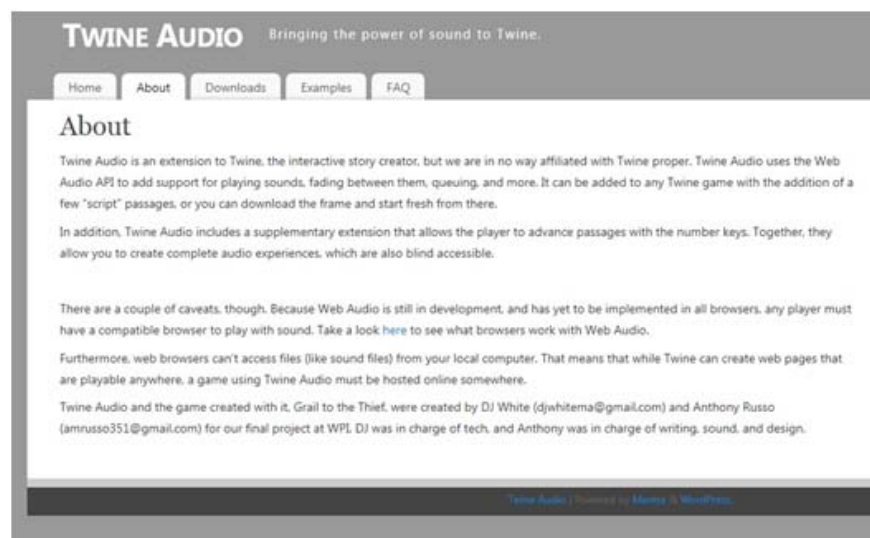 TWINE AUDIO Bringing the power of sound to Twine.
Home About Downloads Examples FAQ
About
Twine Audio is an extension to Twine, the interactive story creator, but we are in no way affiliated with Twine proper. Twine Audio uses the Web
Audio API to add support for playing sounds, fading between them, queuing, and more. It can be added to any Twine game with the addition of a
few "script" passages, or you can download the frame and start fresh from there.
In addition, Twine Audio includes a supplementary extension that allows the player to advance passages with the number keys. Together, they
allow you to create complete audio experiences, which are also blind accessible.
There are a couple of caveats, though. Because Web Audio is still in development, and has yet to be implemented in all browsers, any player must
have a compatible browser to play with sound. Take a look here to see what browsers work with Web Audio.
Furthermore, web browsers can't access files (like sound files) from your local computer. That means that while Twine can create web pages that
are playable anywhere, a game using Twine Audio must be hosted online somewhere.
Twine Audio and the game created with it, Grail to the Thief, were created by DJ White (djwhitema@gmail.com) and Anthony Russo
(amrusso351@gmail.com) for our final project at WPI. DJ was in charge of tech, and Anthony was in charge of writing, sound, and design.
Twine Audio | Powered by Mantra & WordPress.